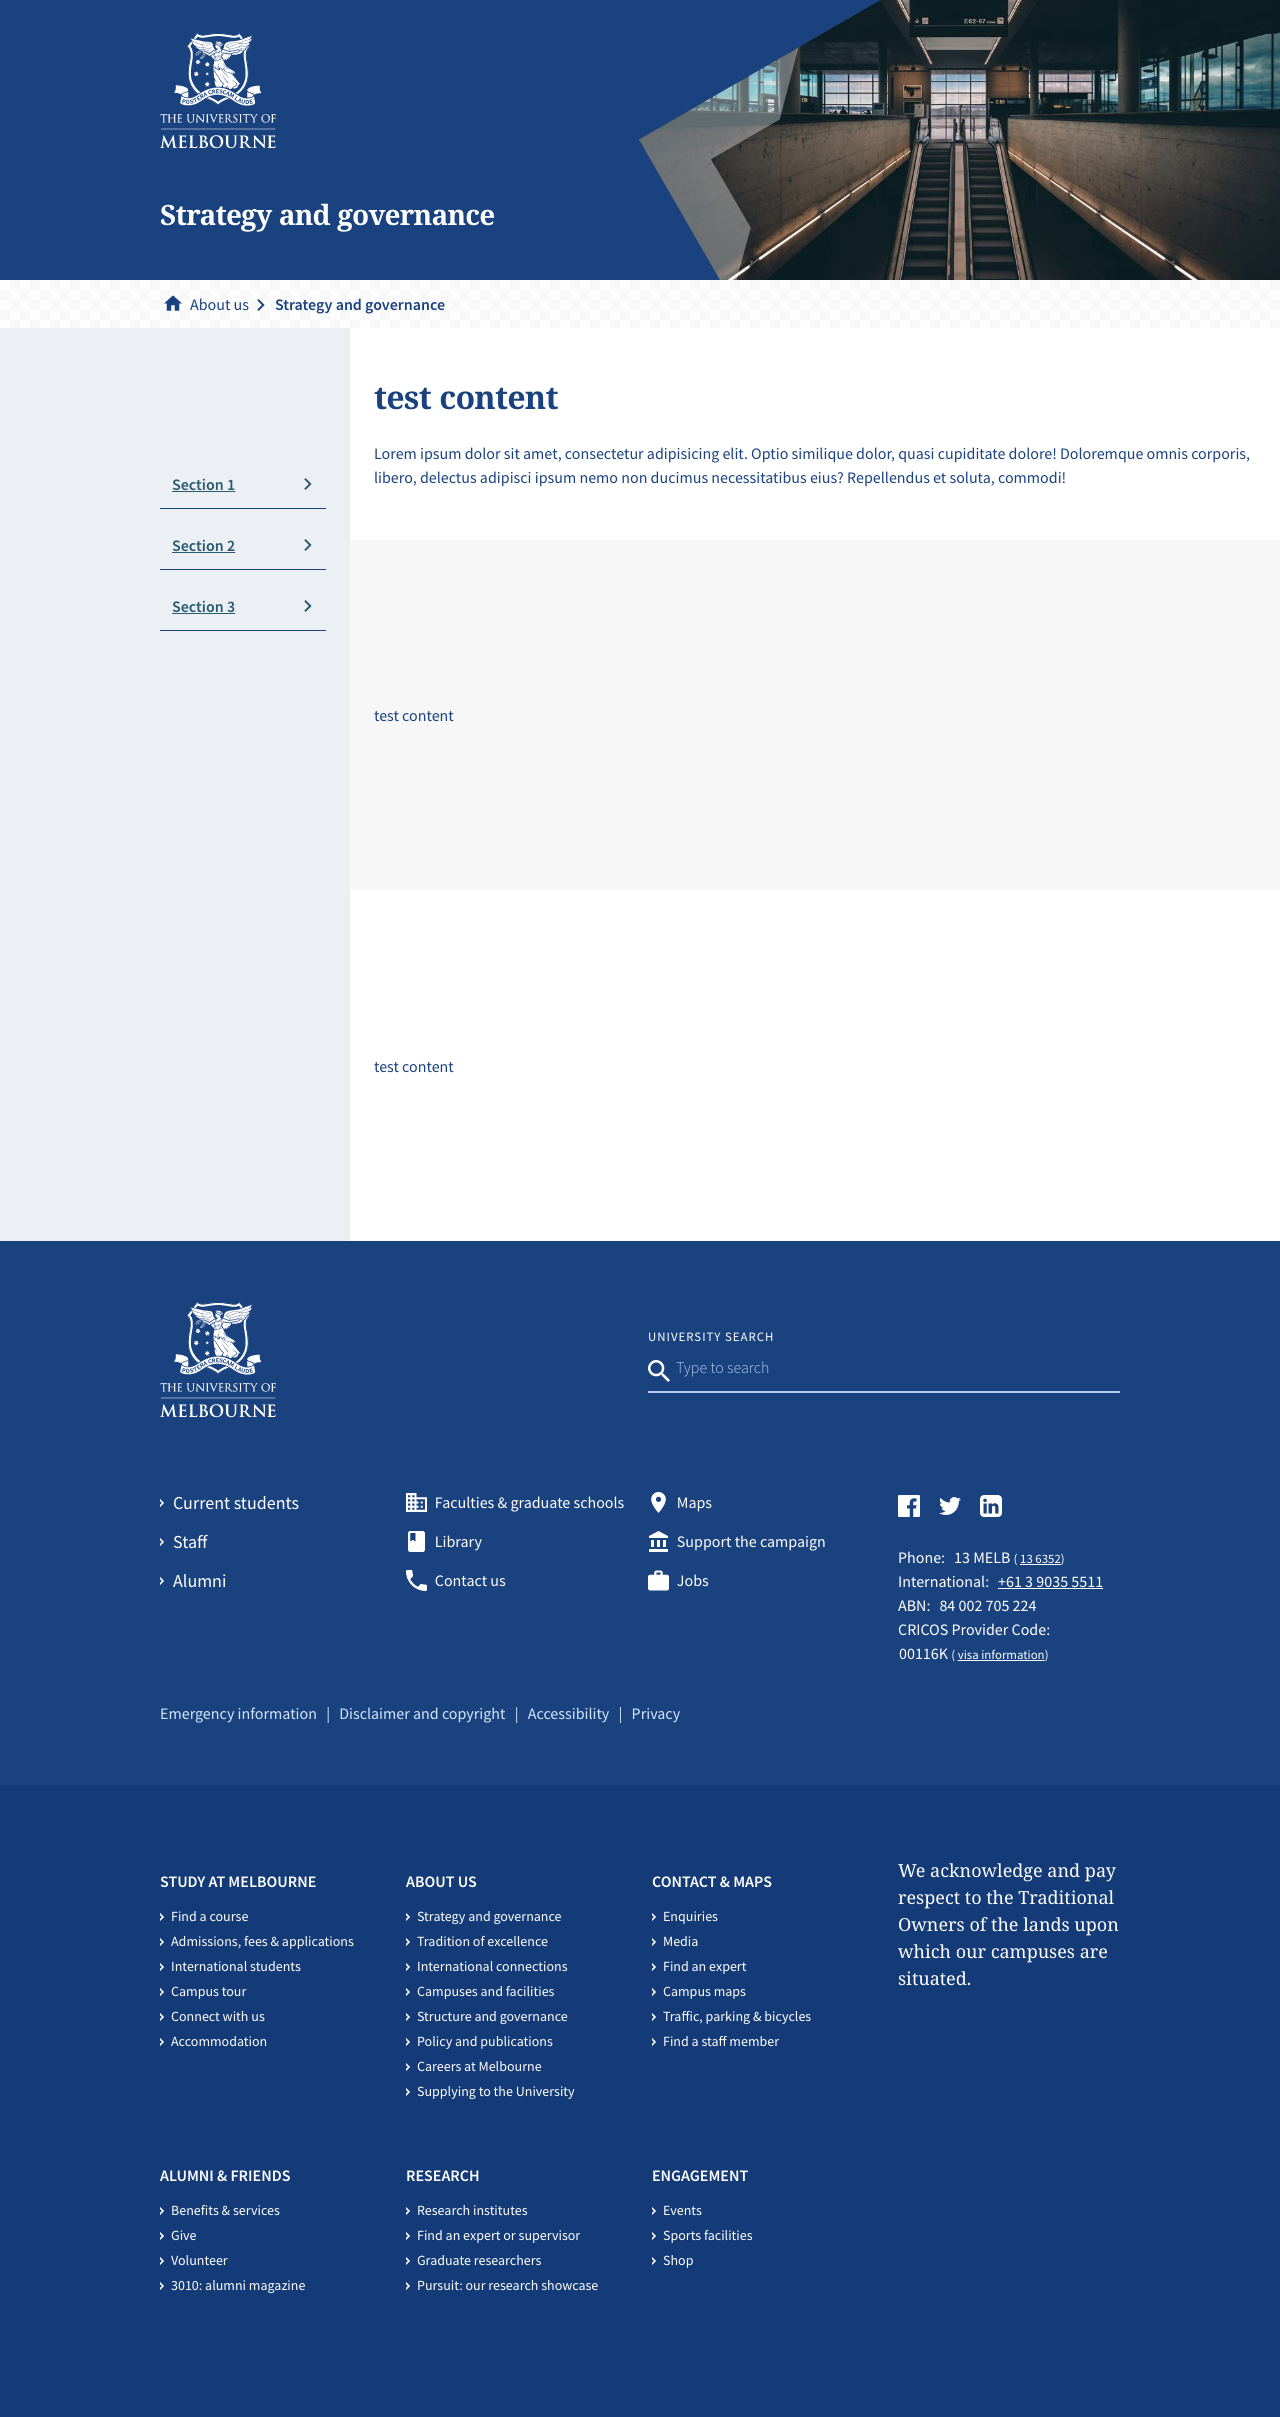 E62-67
POSTERA CRESCAM LAUDE
THE UNIVERSITY OF
MELBOURNE
Strategy and governance
About us
Strategy and governance
test content
Lorem ipsum dolor sit amet, consectetur adipisicing elit. Optio similique dolor, quasi cupiditate dolore! Doloremque omnis corporis,
libero, delectus adipisci ipsum nemo non ducimus necessitatibus eius? Repellendus et soluta, commodi!
Section 1
Section 2
Section 3
test content
test content
POSTERA CRESCAM LAUDE
THE UNIVERSITY OF
MELBOURNE
UNIVERSITY SEARCH
Type to search
Current students
Staff
Alumni
Faculties & graduate schools
Library
Contact us
Maps
Support the campaign
Jobs
Phone: 13 MELB ( 13 6352)
International: +61 3 9035 5511
ABN: 84 002 705 224
CRICOS Provider Code:
00116K ( visa information)
Emergency information | Disclaimer and copyright | Accessibility | Privacy
STUDY AT MELBOURNE
Find a course
Admissions, fees & applications
International students
Campus tour
Connect with us
Accommodation
ABOUT US
Strategy and governance
Tradition of excellence
International connections
Campuses and facilities
Structure and governance
Policy and publications
Careers at Melbourne
Supplying to the University
CONTACT & MAPS
Enquiries
Media
Find an expert
Campus maps
Traffic, parking & bicycles
Find a staff member
We acknowledge and pay
respect to the Traditional
Owners of the lands upon
which our campuses are
situated.
ALUMNI & FRIENDS
Benefits & services
Give
Volunteer
3010: alumni magazine
RESEARCH
Research institutes
Find an expert or supervisor
Graduate researchers
Pursuit: our research showcase
ENGAGEMENT
Events
Sports facilities
Shop